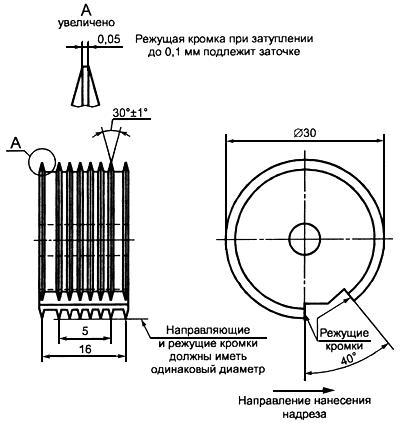 А
увеличено
0,05
Режущая кромка при затуплении
до 0,1 мм подлежит заточке
30°±1°
А
∅30
5
16
Направляющие
и режущие кромки
должны иметь
одинаковый диаметр
Режущие
кромки
40°
Направление нанесения
надреза